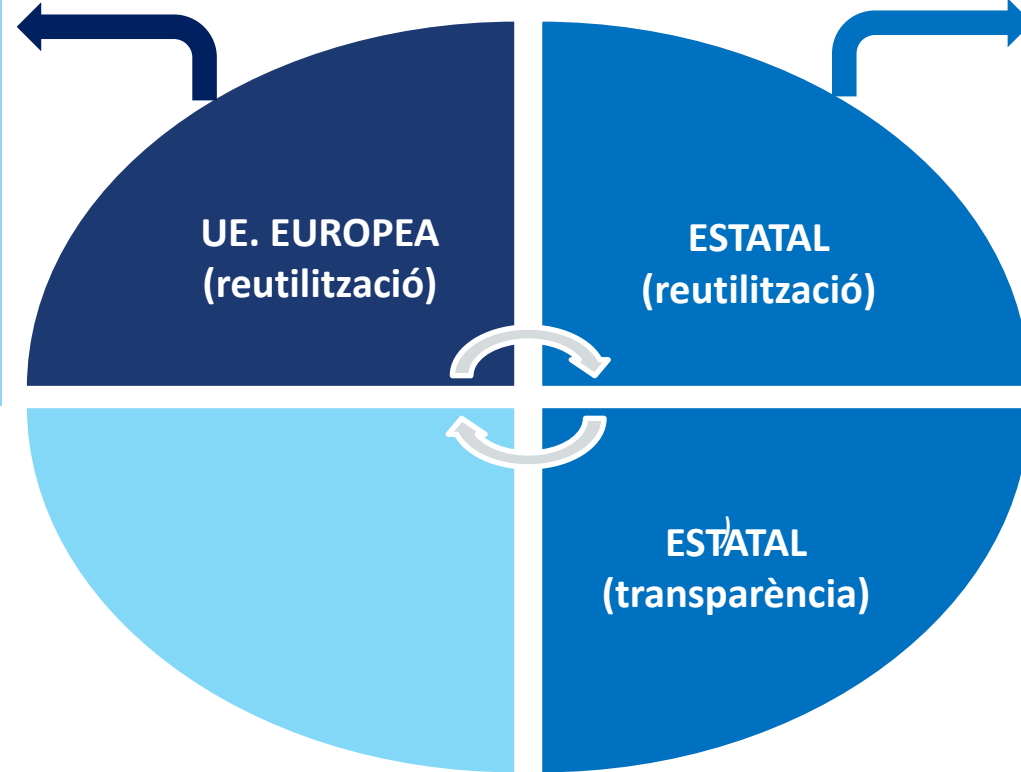 UE. EUROPEA
(reutilització)
ESTATAL
(reutilització)
)
ESTATAL
(transparència)